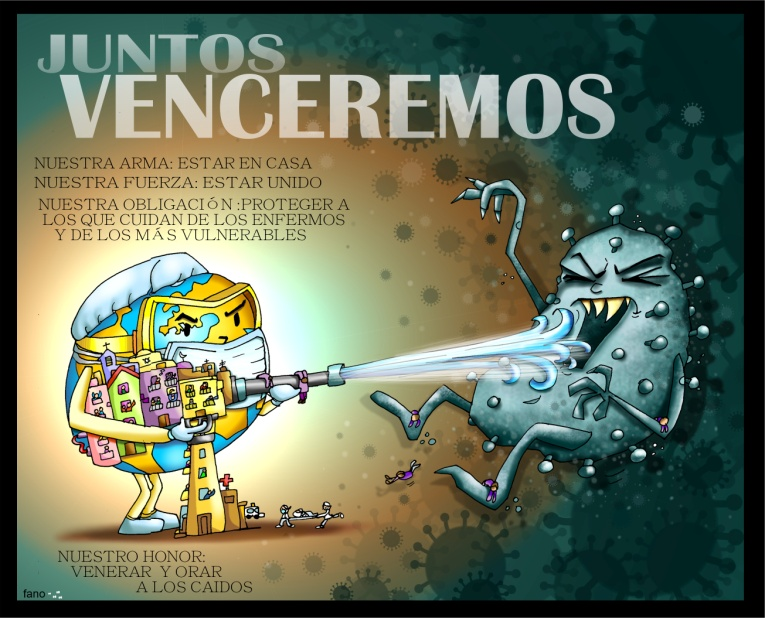 JUNTOS
VENCEREMOS
NUESTRA ARMA: ESTAR EN CASA
NUESTRA FUERZA: ESTAR UNIDO
NUESTRA OBLIGACIÓN :PROTEGER A
LOS QUE CUIDAN DE LOS ENFERMOS
Y DE LOS MÁS VULNERABLES
NUESTRO HONOR:
VENERAR Y ORAR
A LOS CAIDOS
fano